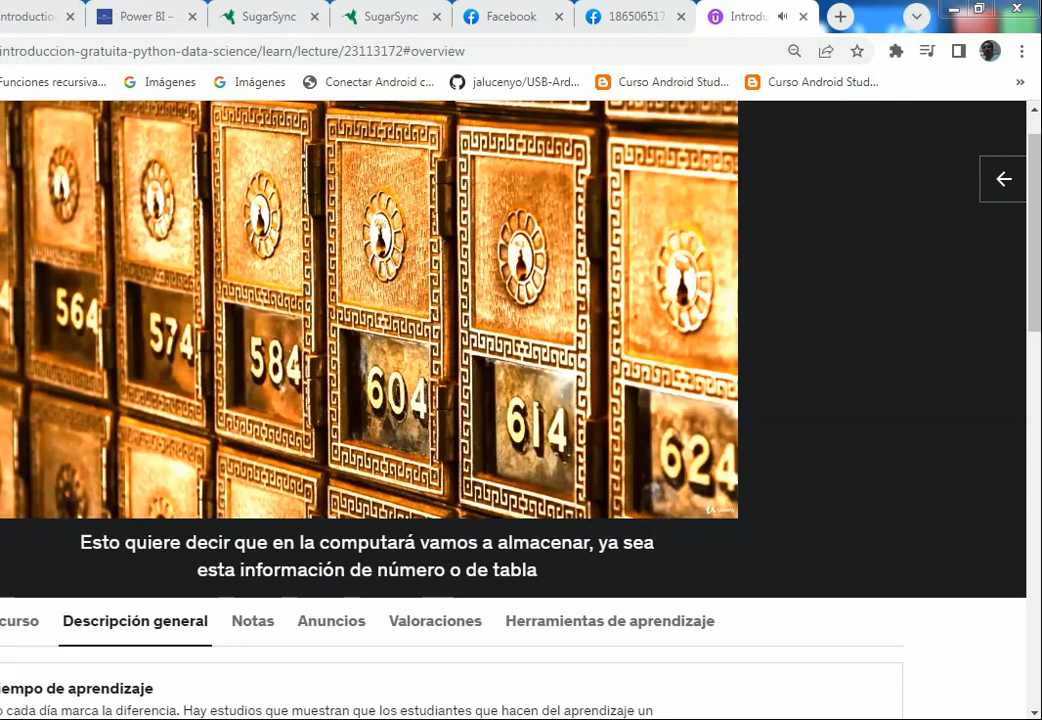 introductio
Power BI –
SugarSync
SugarSync
Facebook
186506517
Introdu
introduccion-gratuita-python-data-science/learn/lecture/23113172#overview
Funciones recursiva...
Imágenes
Imágenes
Conectar Android c...
jalucenyo/USB-Ard...
Curso Android Stud...
Curso Android Stud...
»
564
574
584
604
614
624
Udemy
Esto quiere decir que en la computará vamos a almacenar, ya sea
esta información de número o de tabla
curso
Descripción general
Notas
Anuncios
Valoraciones
Herramientas de aprendizaje
iempo de aprendizaje
o cada día marca la diferencia. Hay estudios que muestran que los estudiantes que hacen del aprendizaje un